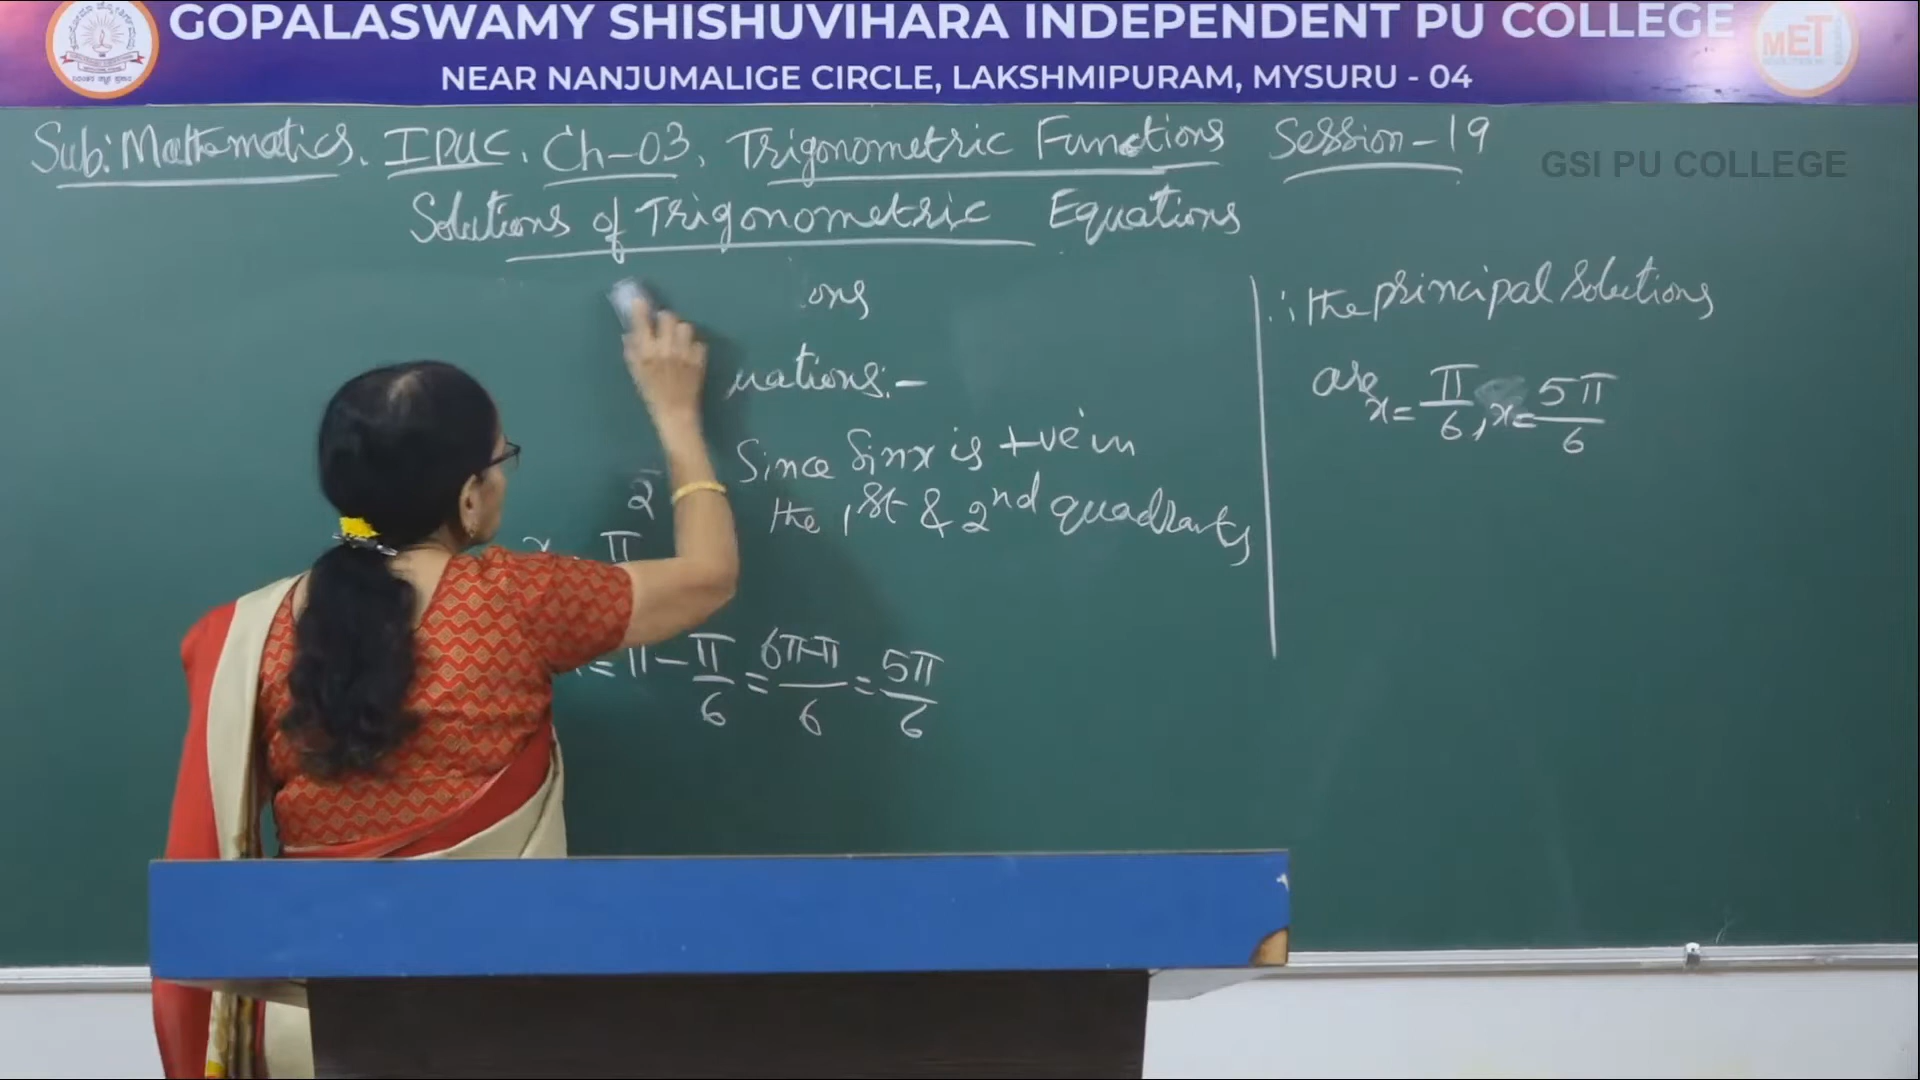 GOPALASWAMY SHISHUVIHARA INDEPENDENT PU COLLEGE
NEAR NANJUMALIGE CIRCLE, LAKSHMIPURAM, MYSURU - 04
MET
GSI PU COLLEGE
Sub: Mathematics. I PUC. Ch-03. Trigonometric Functions Session-19
Solutions of Trigonometric Equations
ons
uations:-
Since Sinx is +ve in
2
the 1st & 2nd quadrants
x = π
= π - π/6 = 6π-π/6 = 5π/6
∴ the principal Solutions
are x = π/6, x = 5π/6